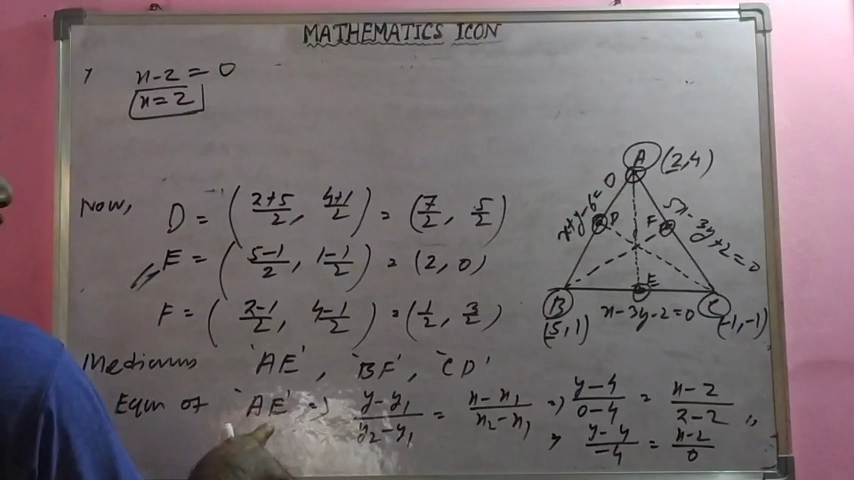 MATHEMATICS ICON
, x-2=0
x=2
Now, D = (2+5/2, 4+1/2) = (7/2, 5/2)
E = (5-1/2, 1-1/2) = (2, 0)
F = (2-1/2, 4-1/2) = (1/2, 3/2)
Medians 'AE', 'BF', 'CD'
Eqn of 'AE' => y-y1/y2-y1 = x-x1/x2-x1 => y-4/0-4 = x-2/2-2
, y-4/-4 = x-2/0
A (2,4)
x+y-6=0 D F 5x-3y+2=0
B E C
(5,1) x-3y-2=0 (-1,-1)